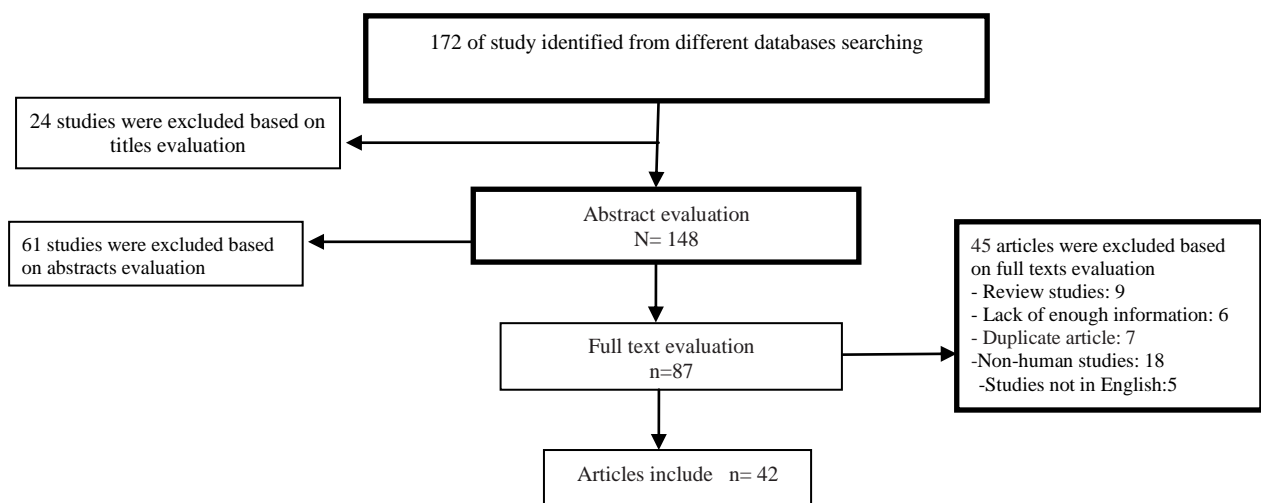 172 of study identified from different databases searching
24 studies were excluded based on
titles evaluation
Abstract evaluation
N= 148
61 studies were excluded based
on abstracts evaluation
45 articles were excluded based
on full texts evaluation
- Review studies: 9
- Lack of enough information: 6
- Duplicate article: 7
-Non-human studies: 18
-Studies not in English:5
Full text evaluation
n=87
Articles include n= 42